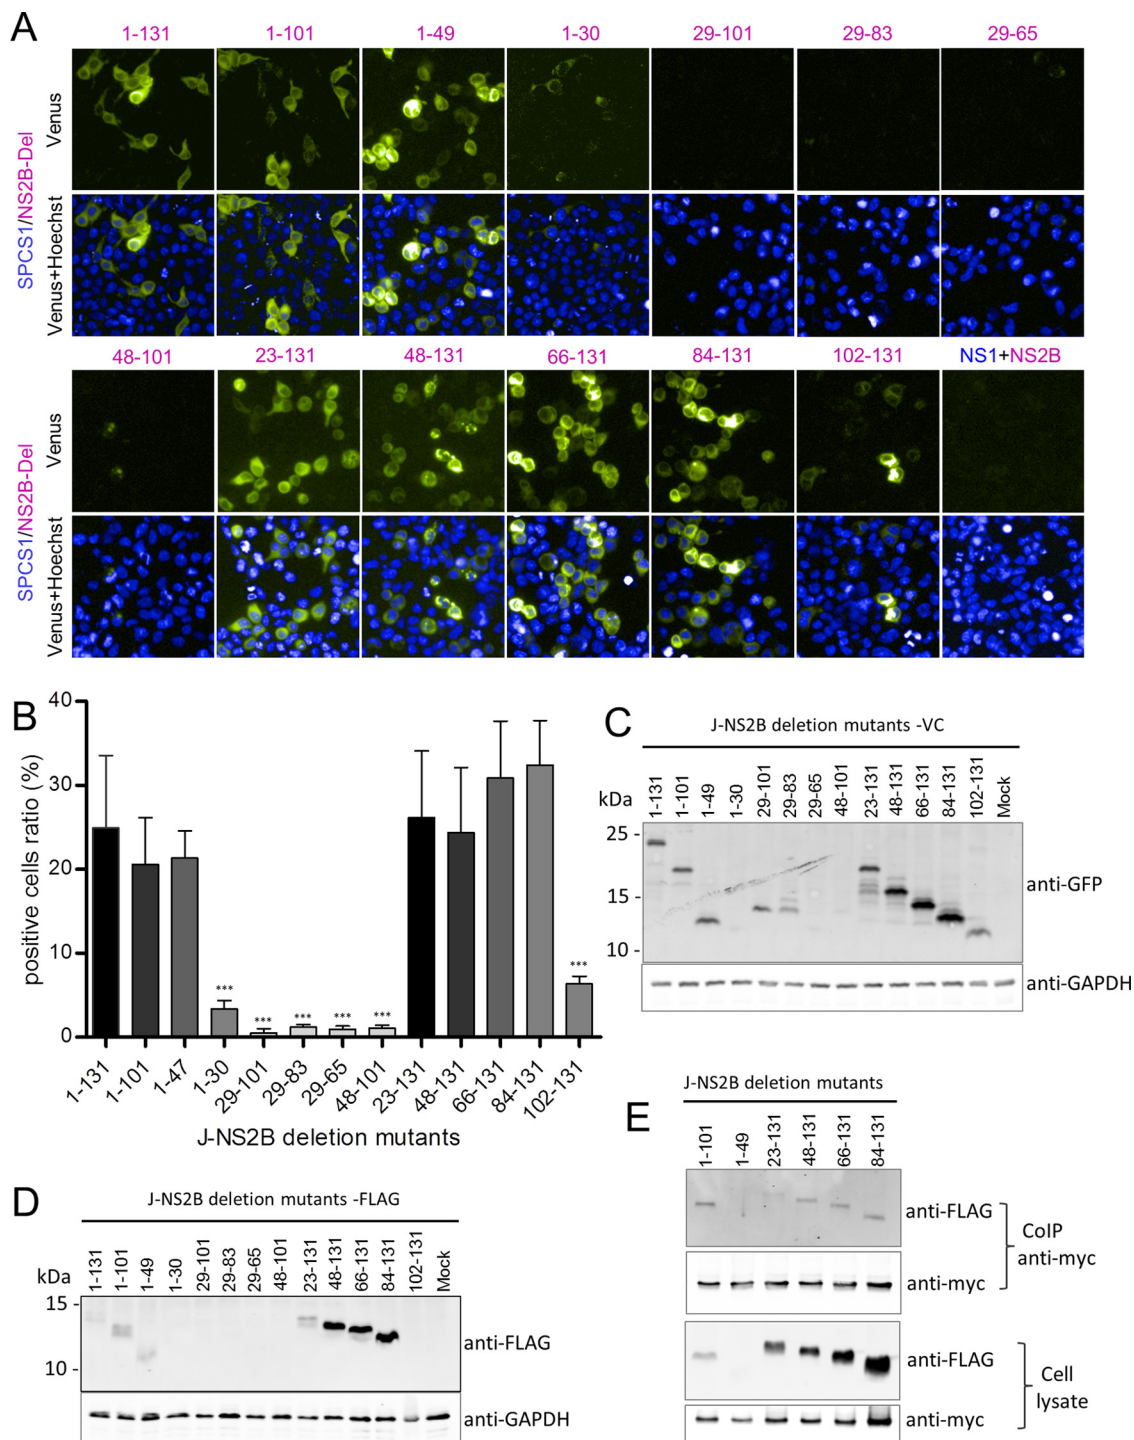 A
1-131 1-101 1-49 1-30 29-101 29-83 29-65
SPCS1/NS2B-Del
Venus
Venus+Hoechst
48-101 23-131 48-131 66-131 84-131 102-131 NS1+NS2B
SPCS1/NS2B-Del
Venus
Venus+Hoechst
B
positive cells ratio (%)
40
30
20
10
0
*** *** *** *** *** ***
1-131 1-101 1-47 1-30 29-101 29-83 29-65 48-101 23-131 48-131 66-131 84-131 102-131
J-NS2B deletion mutants
C
J-NS2B deletion mutants -VC
kDa
1-131 1-101 1-49 1-30 29-101 29-83 29-65 48-101 23-131 48-131 66-131 84-131 102-131 Mock
25 -
15 -
10 -
anti-GFP
anti-GAPDH
D
J-NS2B deletion mutants -FLAG
kDa
1-131 1-101 1-49 1-30 29-101 29-83 29-65 48-101 23-131 48-131 66-131 84-131 102-131 Mock
15 -
10 -
anti-FLAG
anti-GAPDH
E
J-NS2B deletion mutants
1-101 1-49 23-131 48-131 66-131 84-131
anti-FLAG
anti-myc
CoIP
anti-myc
anti-FLAG
anti-myc
Cell
lysate